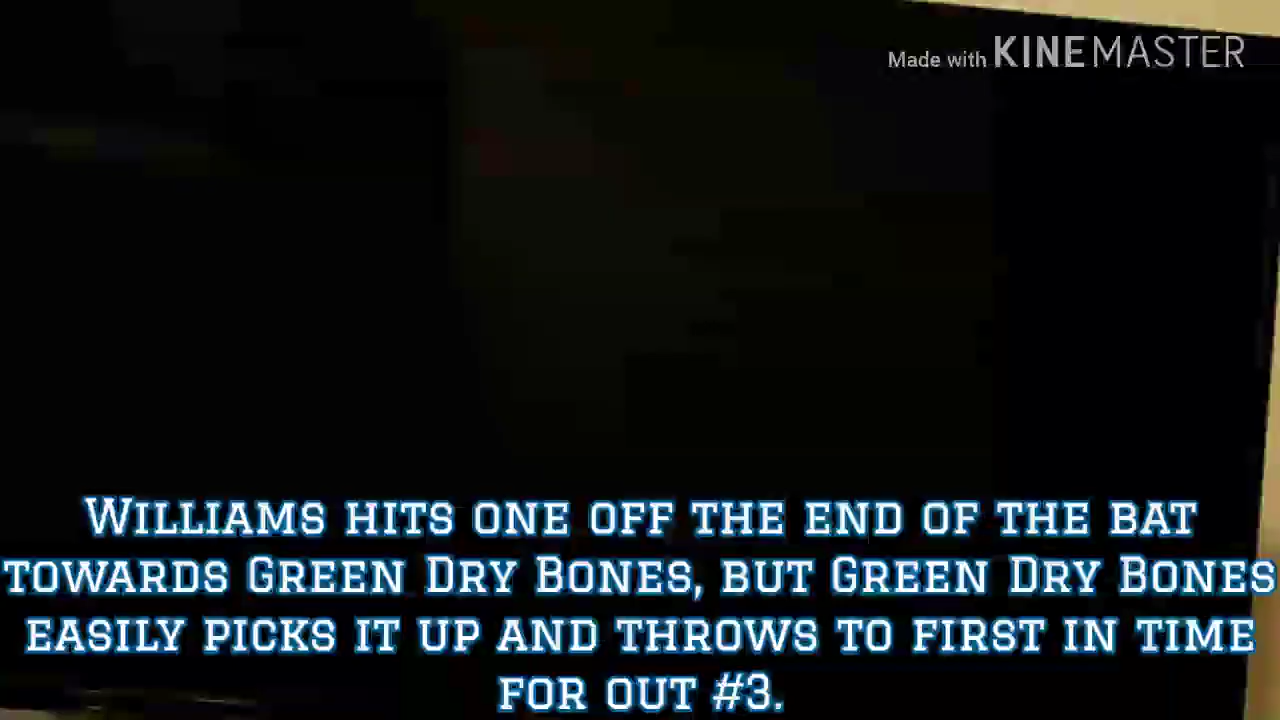 Made with KINEMASTER
Williams hits one off the end of the bat
towards Green Dry Bones, but Green Dry Bones
easily picks it up and throws to first in time
for out #3.